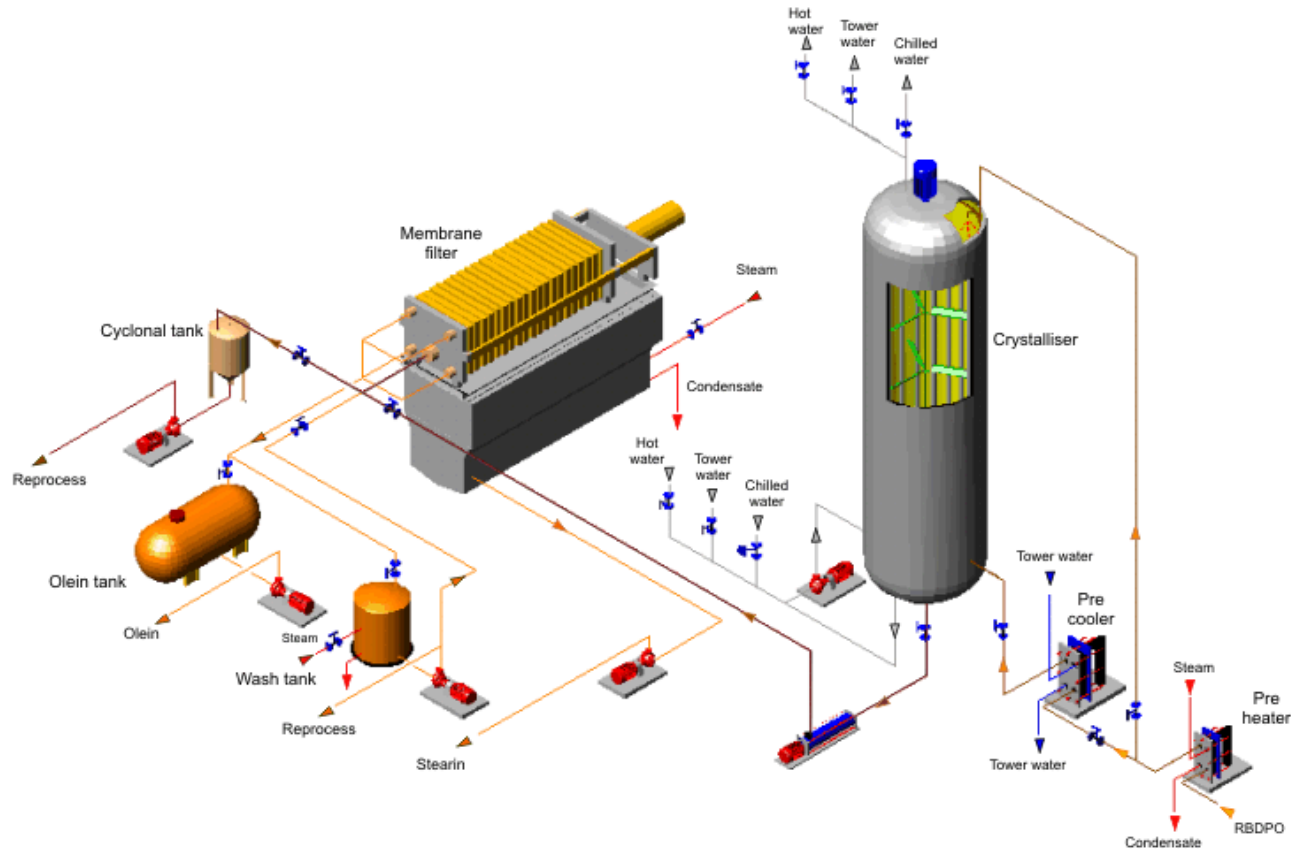 Hot
water
Tower
water
Chilled
water
Membrane
filter
Steam
Cyclonal tank
Crystalliser
Condensate
Hot
water
Tower
water
Chilled
water
Reprocess
Olein tank
Tower water
Pre
cooler
Olein
Steam
Wash tank
Steam
Pre
heater
Reprocess
Stearin
Tower water
RBDPO
Condensate